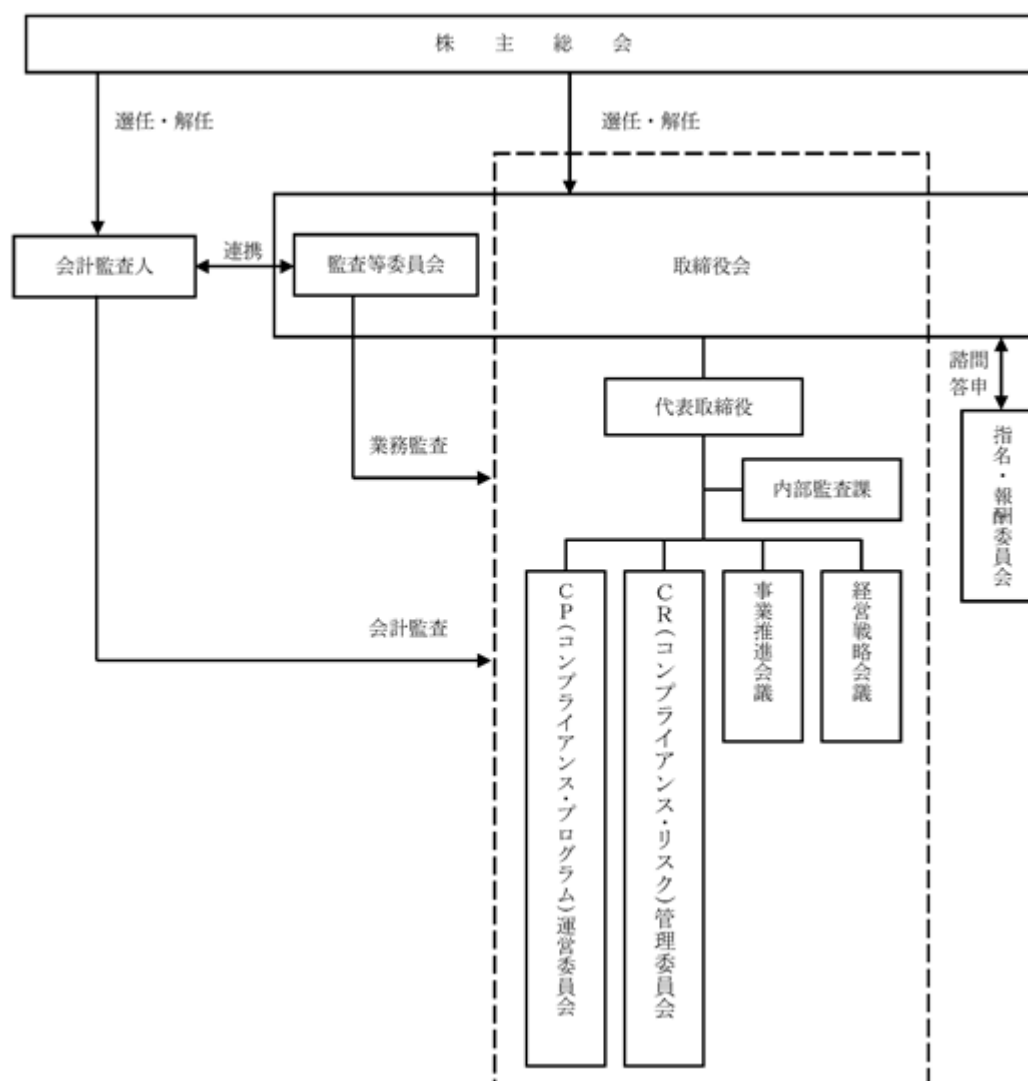 株主総会
選任・解任
選任・解任
会計監査人
連携
監査等委員会
取締役会
諮問
答申
代表取締役
業務監査
内部監査課
指名・報酬委員会
会計監査
CP(コンプライアンス・プログラム)運営委員会
CR(コンプライアンス・リスク)管理委員会
事業推進会議
経営戦略会議